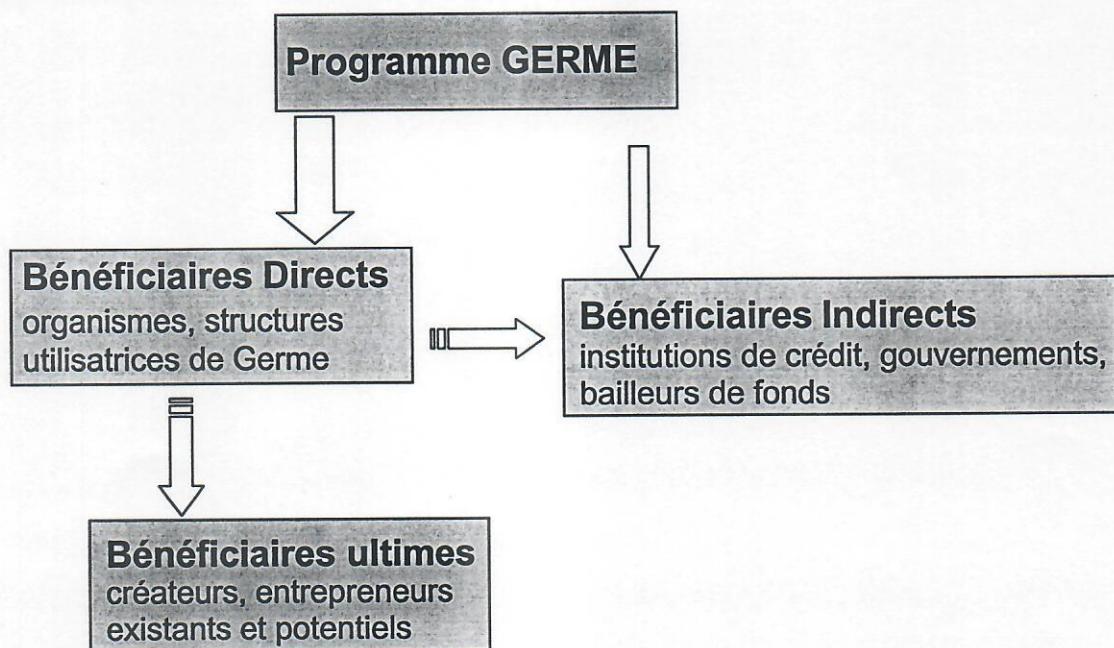 Programme GERME
Bénéficiaires Directs
organismes, structures
utilisatrices de Germe
Bénéficiaires Indirects
institutions de crédit, gouvernements,
bailleurs de fonds
Bénéficiaires ultimes
créateurs, entrepreneurs
existants et potentiels